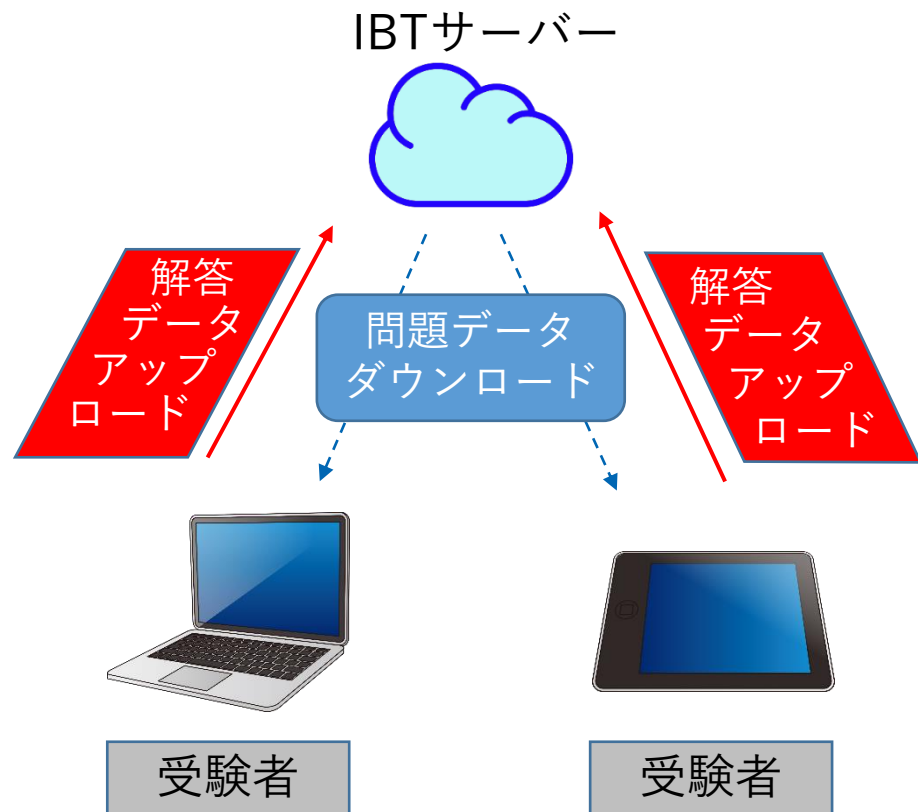 IBTサーバー
解答
データ
アップ
ロード
問題データ
ダウンロード
解答
データ
アップ
ロード
受験者
受験者